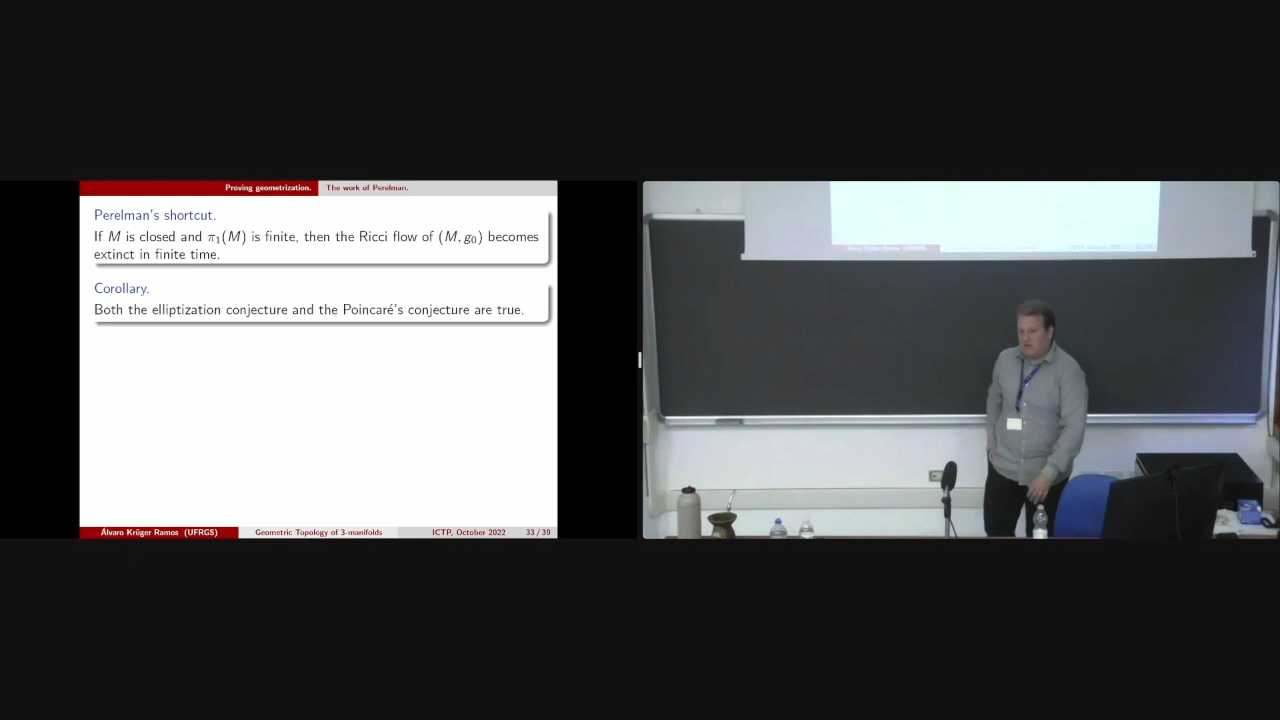 Proving geometrization. The work of Perelman.
Perelman's shortcut.
If M is closed and π₁(M) is finite, then the Ricci flow of (M, g₀) becomes
extinct in finite time.
Corollary.
Both the elliptization conjecture and the Poincaré's conjecture are true.
Álvaro Krüger Ramos (UFRGS) Geometric Topology of 3-manifolds ICTP, October 2022 33 / 39